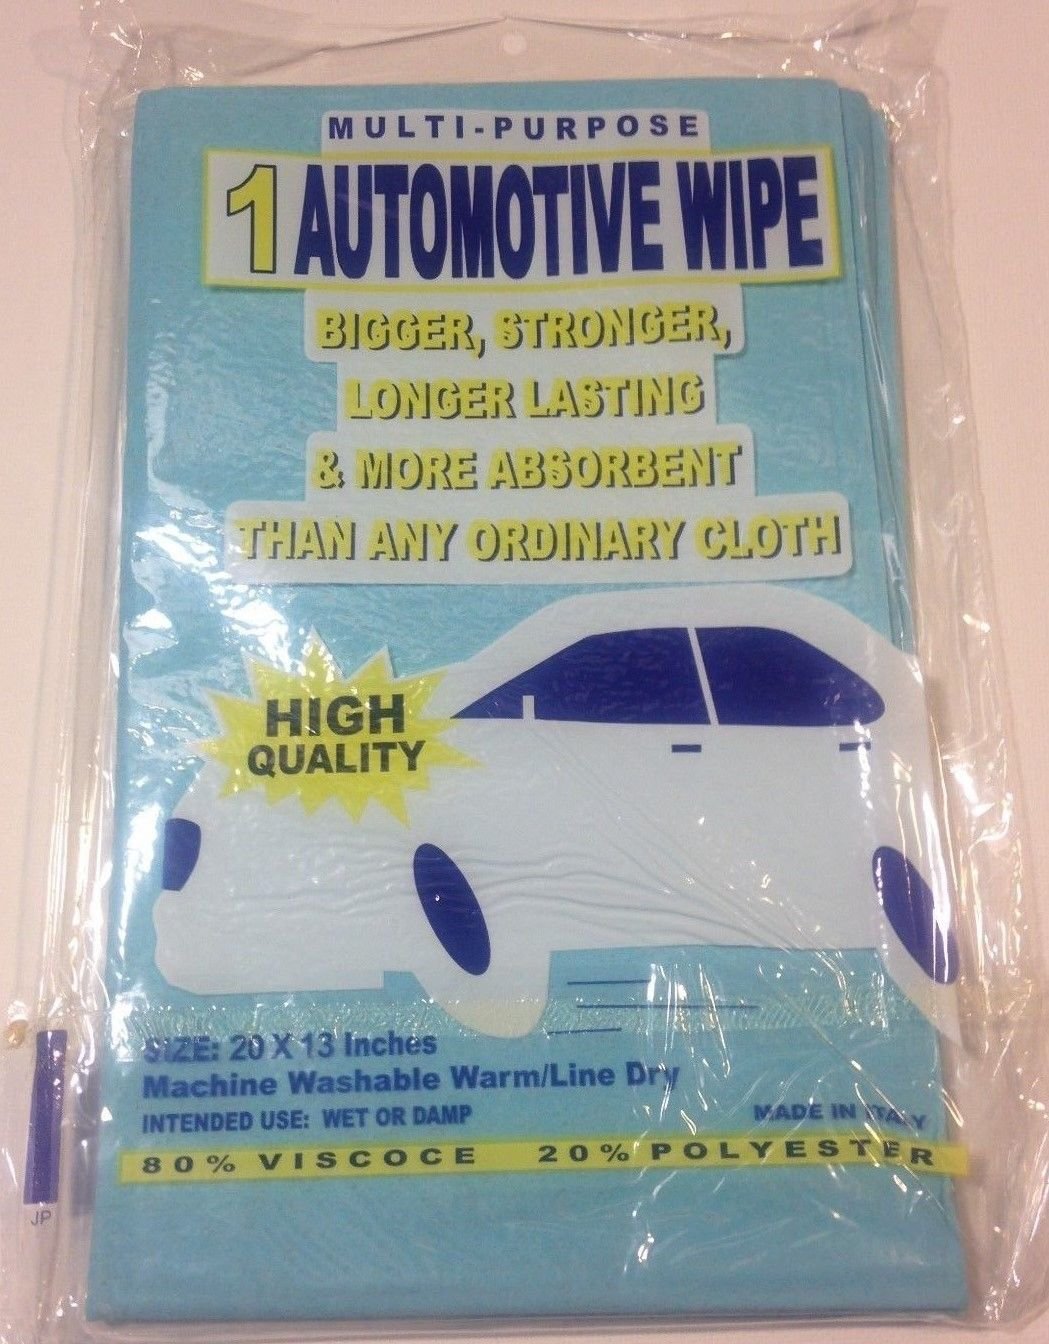 MULTI-PURPOSE
1 AUTOMOTIVE WIPE
BIGGER, STRONGER,
LONGER LASTING
& MORE ABSORBENT
THAN ANY ORDINARY CLOTH
HIGH
QUALITY
SIZE: 20 X 13 Inches
Machine Washable Warm/Line Dry
INTENDED USE: WET OR DAMP
MADE IN ITALY
80% VISCOCE 20% POLYESTER
JP